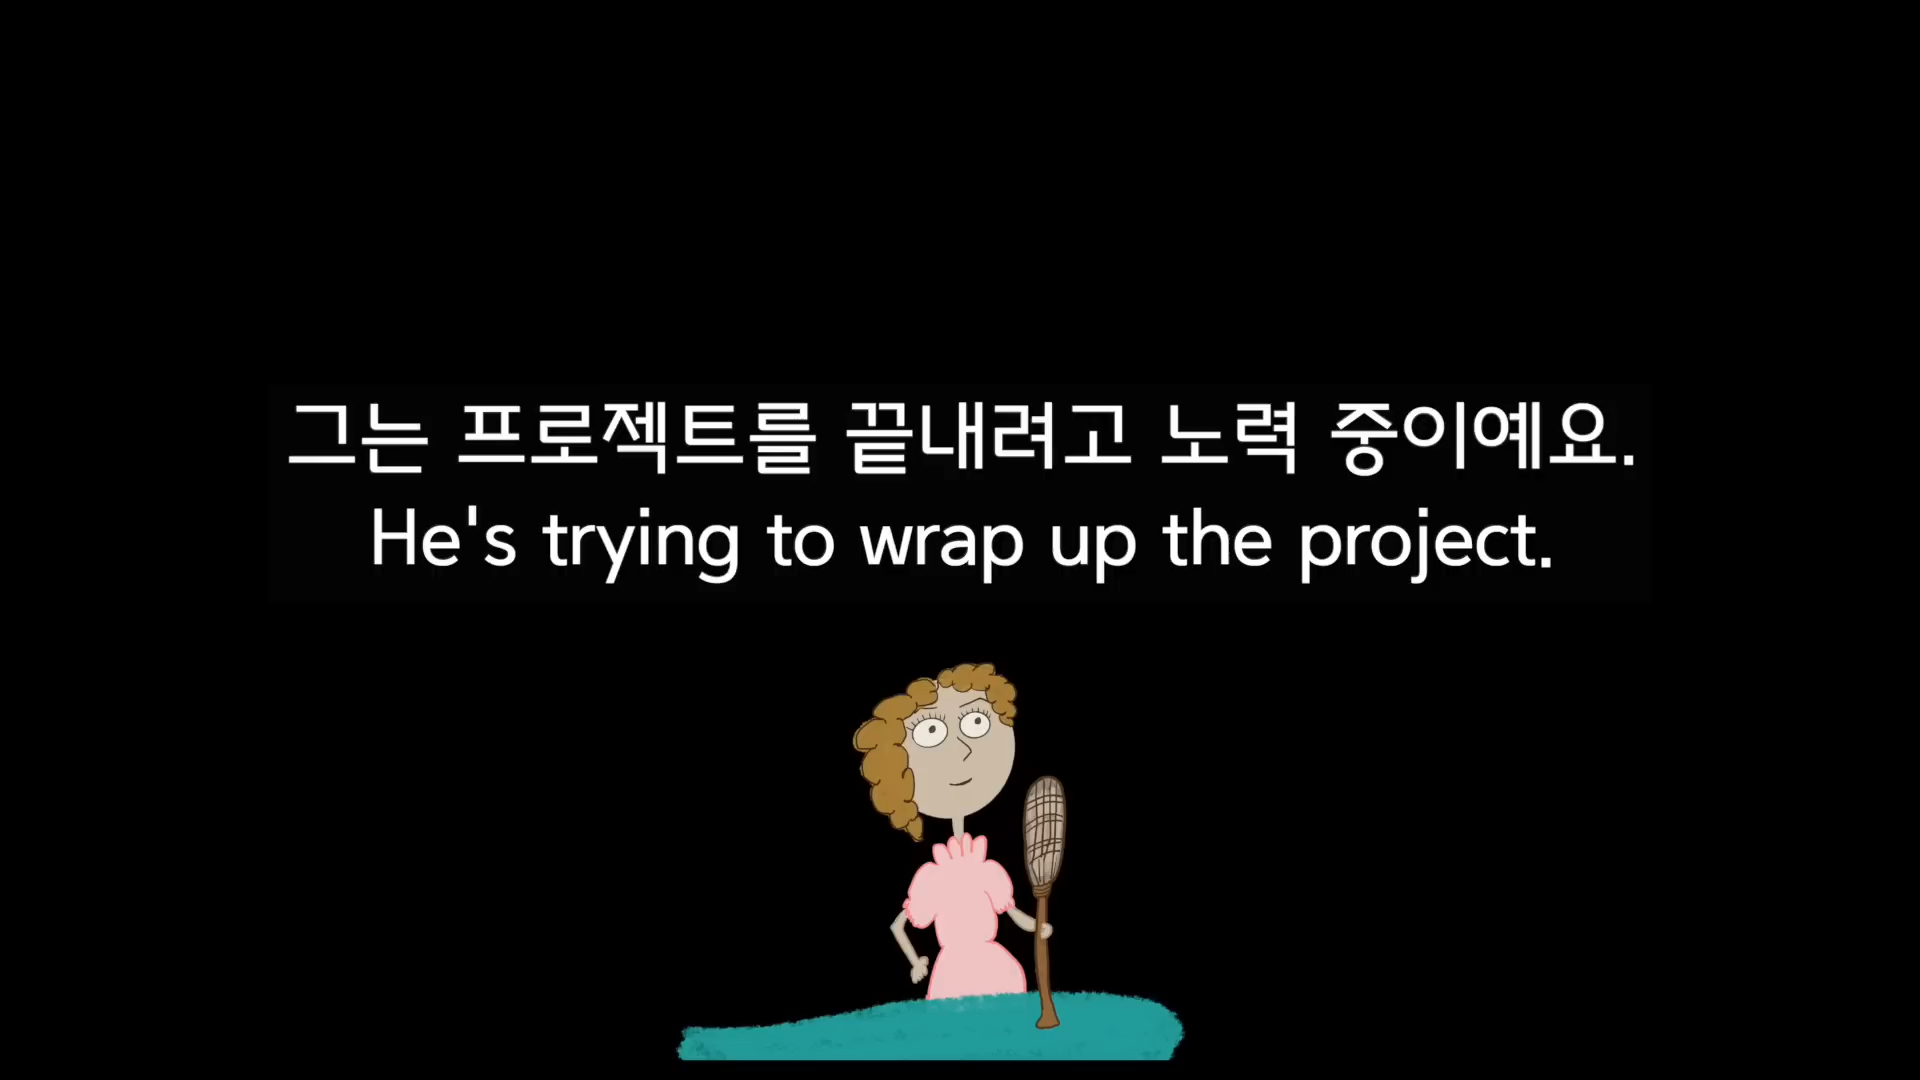 그는 프로젝트를 끝내려고 노력 중이예요.
He's trying to wrap up the project.